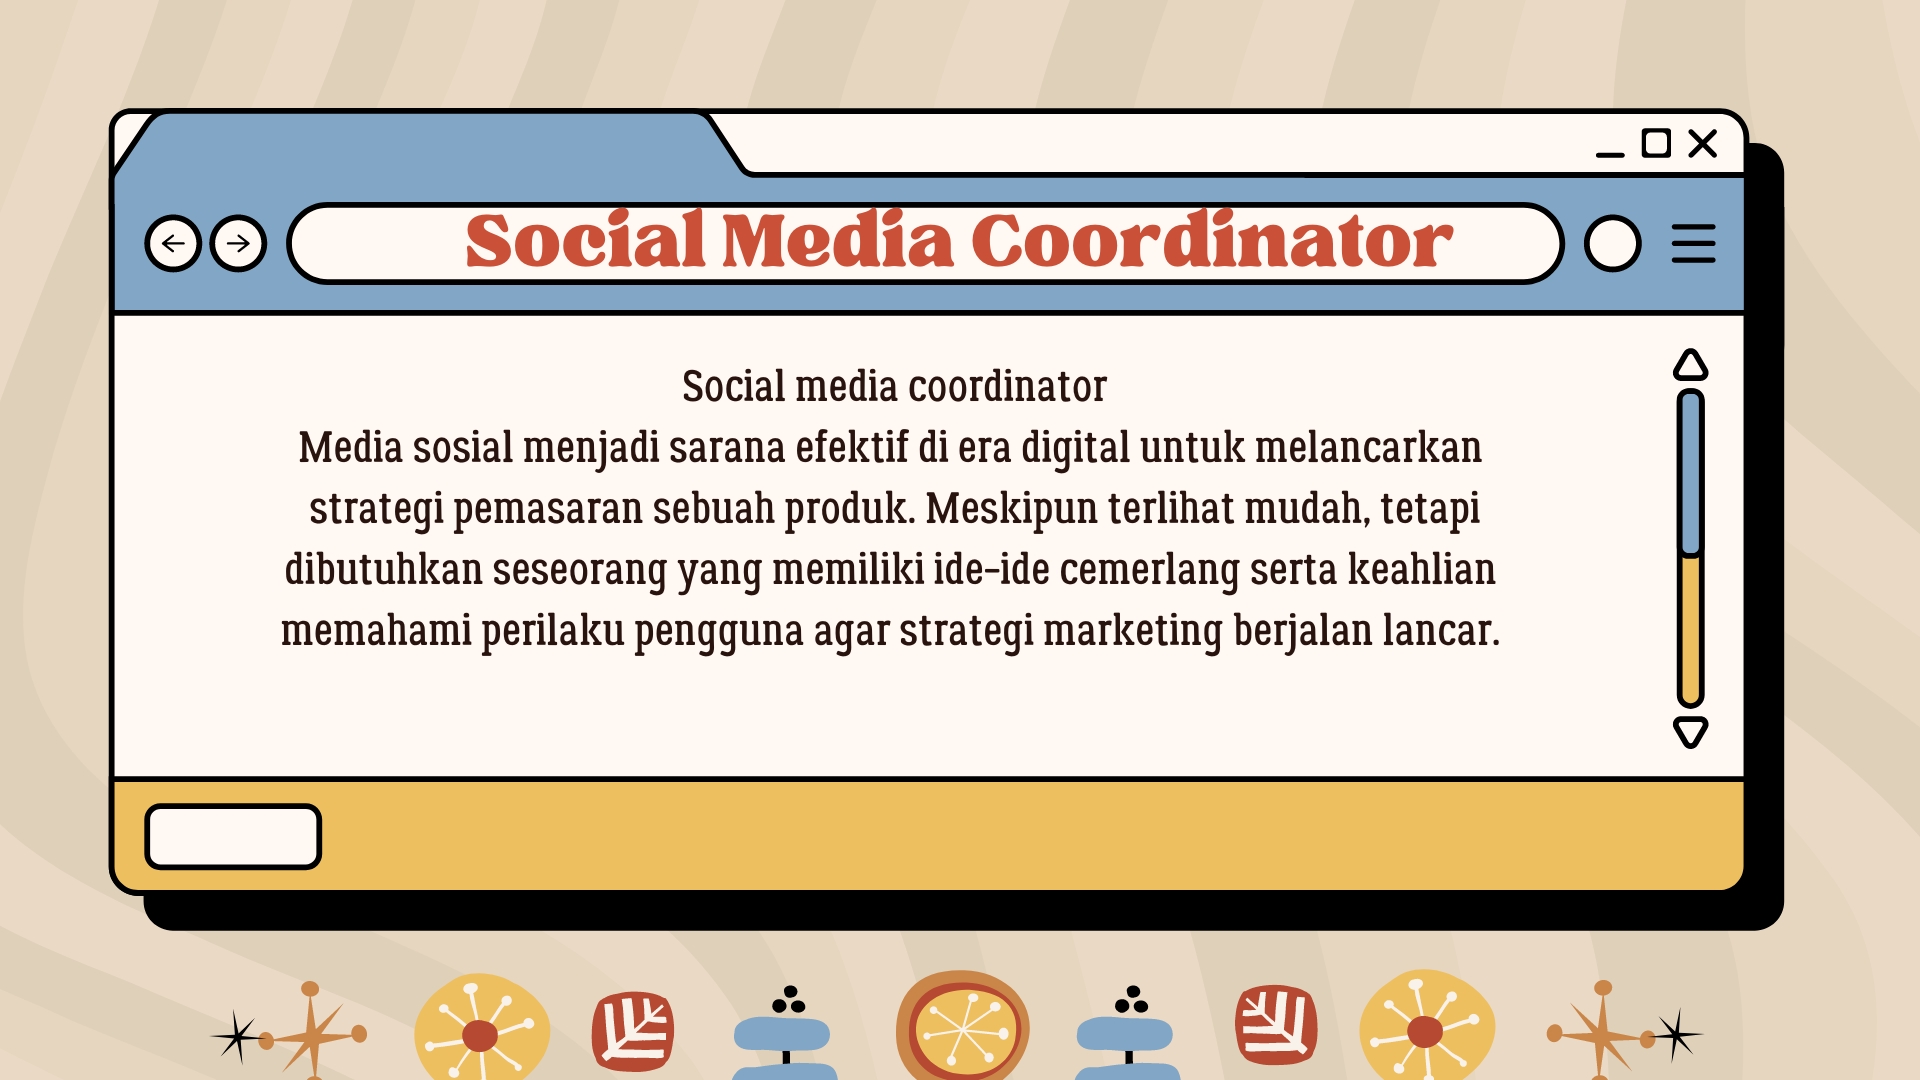 Social Media Coordinator
Social media coordinator
Media sosial menjadi sarana efektif di era digital untuk melancarkan
strategi pemasaran sebuah produk. Meskipun terlihat mudah, tetapi
dibutuhkan seseorang yang memiliki ide-ide cemerlang serta keahlian
memahami perilaku pengguna agar strategi marketing berjalan lancar.